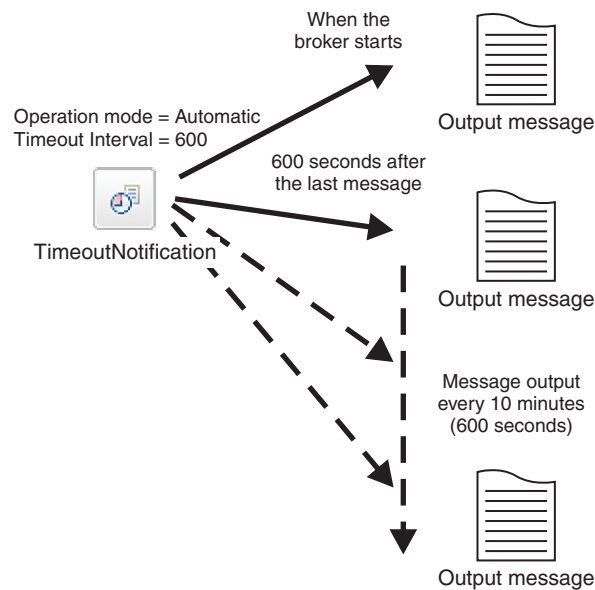 When the
broker starts
Output message
Operation mode = Automatic
Timeout Interval = 600
600 seconds after
the last message
TimeoutNotification
Output message
Message output
every 10 minutes
(600 seconds)
Output message